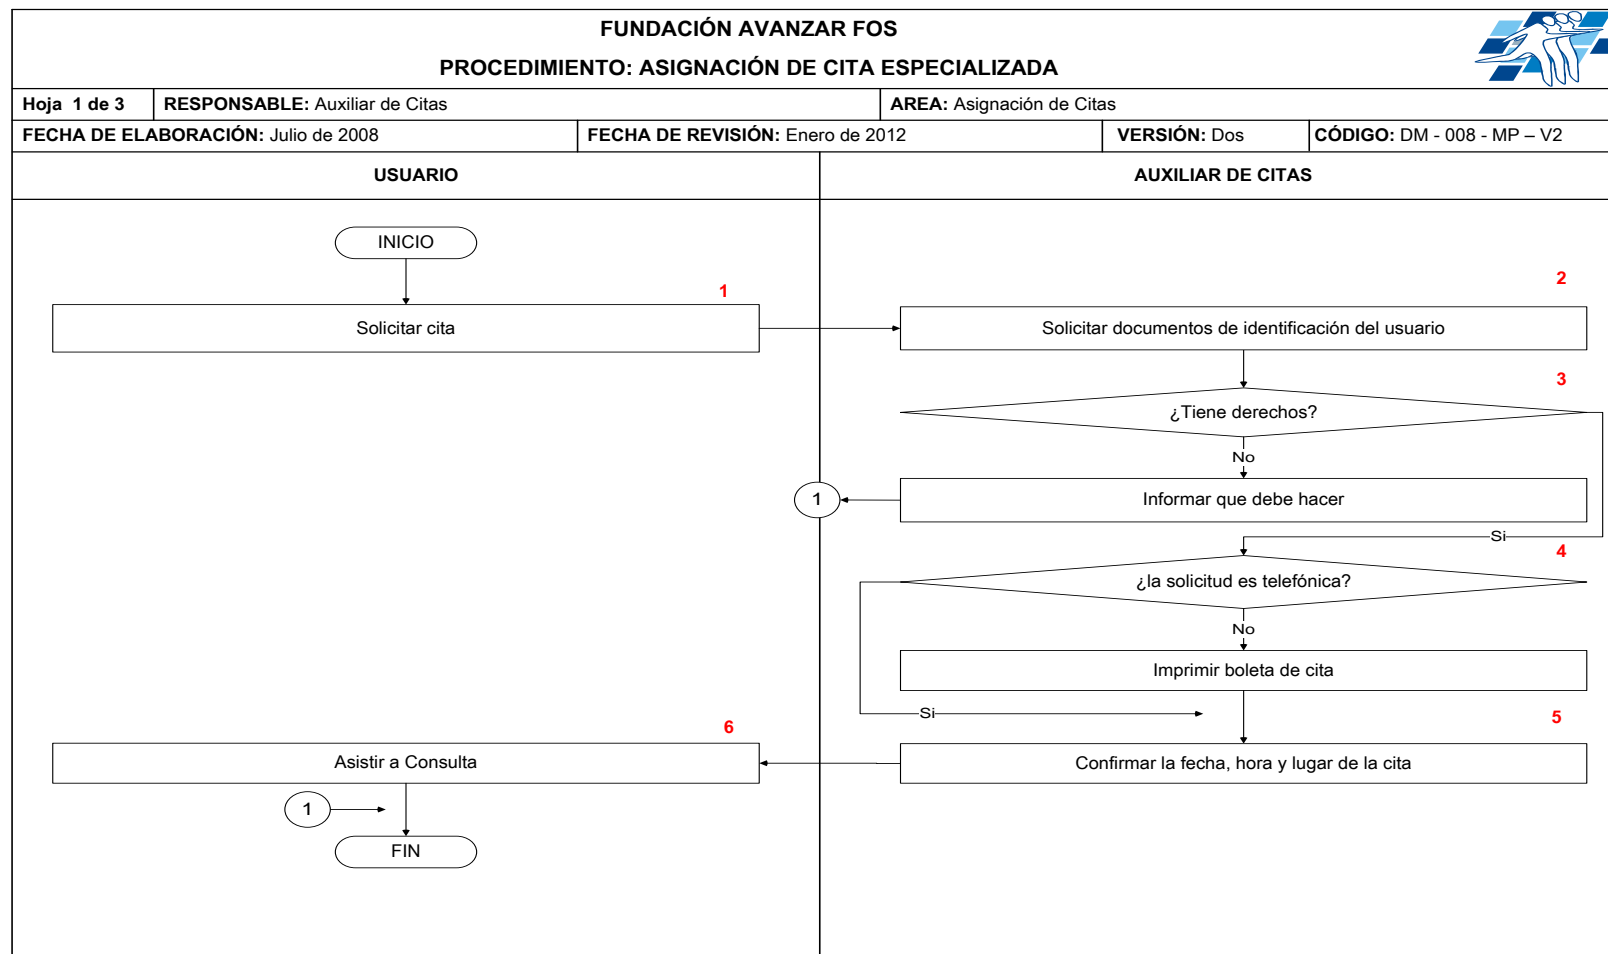 FUNDACIÓN AVANZAR FOS
PROCEDIMIENTO: ASIGNACIÓN DE CITA ESPECIALIZADA
Hoja 1 de 3 RESPONSABLE: Auxiliar de Citas AREA: Asignación de Citas
FECHA DE ELABORACIÓN: Julio de 2008 FECHA DE REVISIÓN: Enero de 2012 VERSIÓN: Dos CÓDIGO: DM - 008 - MP – V2
USUARIO AUXILIAR DE CITAS
INICIO
1
Solicitar cita
2
Solicitar documentos de identificación del usuario
3
¿Tiene derechos?
No
Informar que debe hacer
1
Si
4
¿la solicitud es telefónica?
No
Imprimir boleta de cita
Si
5
Confirmar la fecha, hora y lugar de la cita
6
Asistir a Consulta
1
FIN